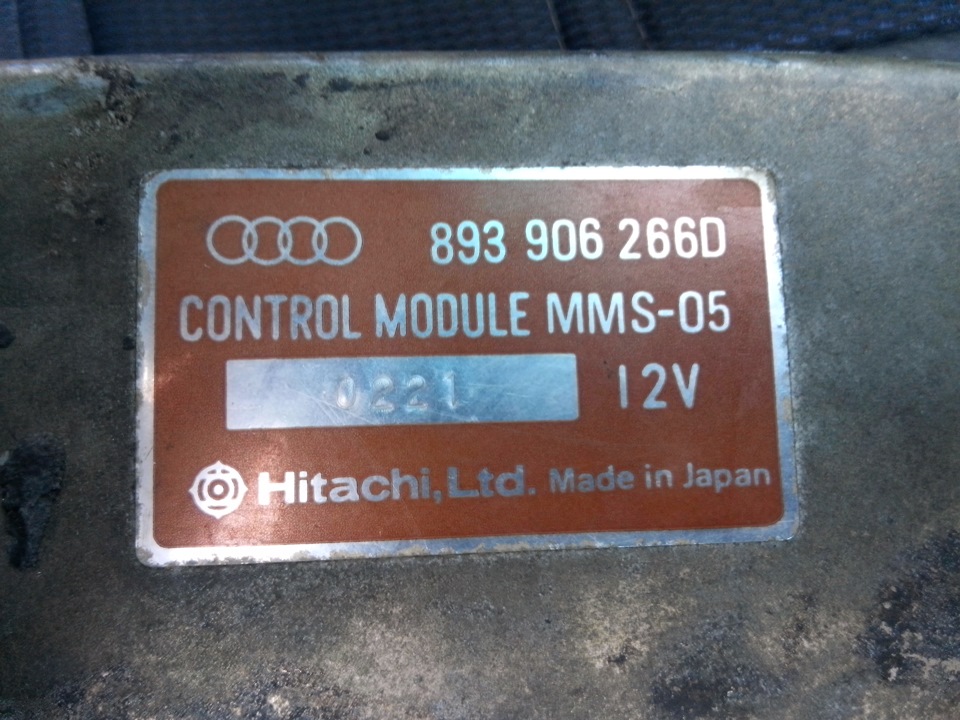 893 906 266D
CONTROL MODULE MMS-05
0221 12V
Hitachi, Ltd. Made in Japan